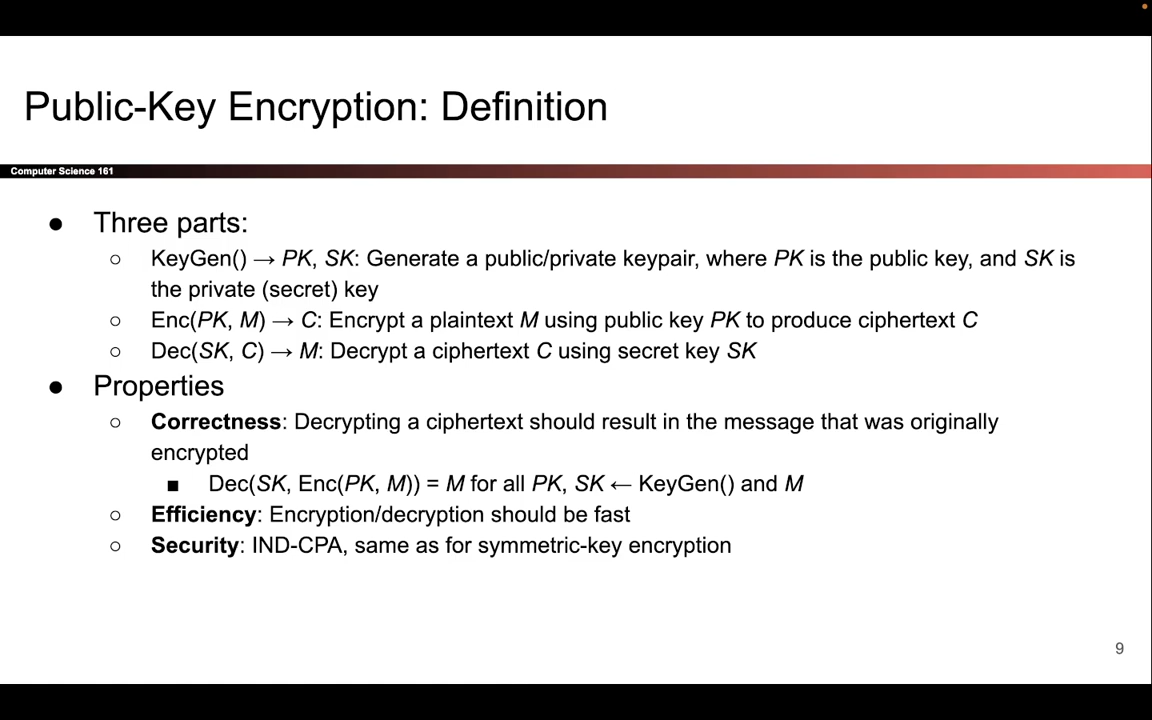 Public-Key Encryption: Definition
Computer Science 161
● Three parts:
○ KeyGen() → PK, SK: Generate a public/private keypair, where PK is the public key, and SK is
the private (secret) key
○ Enc(PK, M) → C: Encrypt a plaintext M using public key PK to produce ciphertext C
○ Dec(SK, C) → M: Decrypt a ciphertext C using secret key SK
● Properties
○ Correctness: Decrypting a ciphertext should result in the message that was originally
encrypted
■ Dec(SK, Enc(PK, M)) = M for all PK, SK ← KeyGen() and M
○ Efficiency: Encryption/decryption should be fast
○ Security: IND-CPA, same as for symmetric-key encryption
9